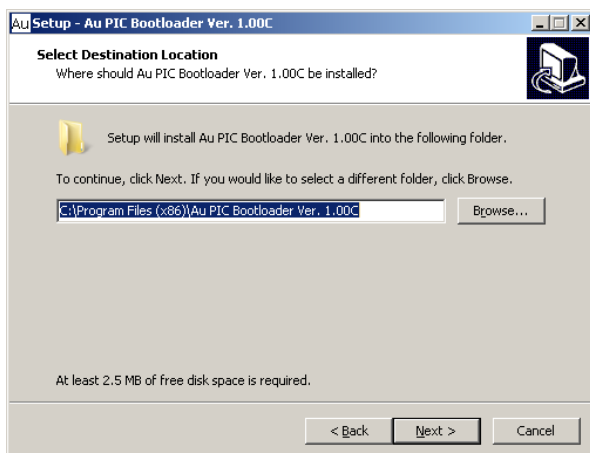 Au Setup - Au PIC Bootloader Ver. 1.00C
Select Destination Location
Where should Au PIC Bootloader Ver. 1.00C be installed?
Setup will install Au PIC Bootloader Ver. 1.00C into the following folder.
To continue, click Next. If you would like to select a different folder, click Browse.
C:\Program Files (x86)\Au PIC Bootloader Ver. 1.00C Browse...
At least 2.5 MB of free disk space is required.
< Back Next > Cancel